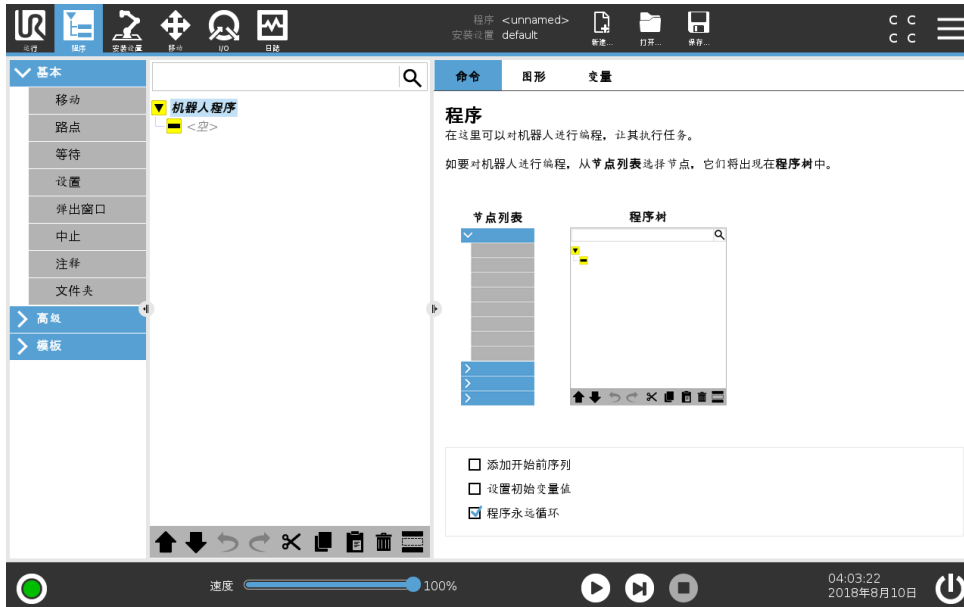 UR
运行
程序
安装设置
移动
I/O
日志
程序 <unnamed>
安装设置 default
新建...
打开...
保存...
C C
C C
基本
移动
路点
等待
设置
弹出窗口
中止
注释
文件夹
高级
模板
机器人程序
<空>
命令
图形
变量
程序
在这里可以对机器人进行编程，让其执行任务。
如要对机器人进行编程，从节点列表选择节点，它们将出现在程序树中。
节点列表
程序树
添加开始前序列
设置初始变量值
程序永远循环
速度
100%
04:03:22
2018年8月10日